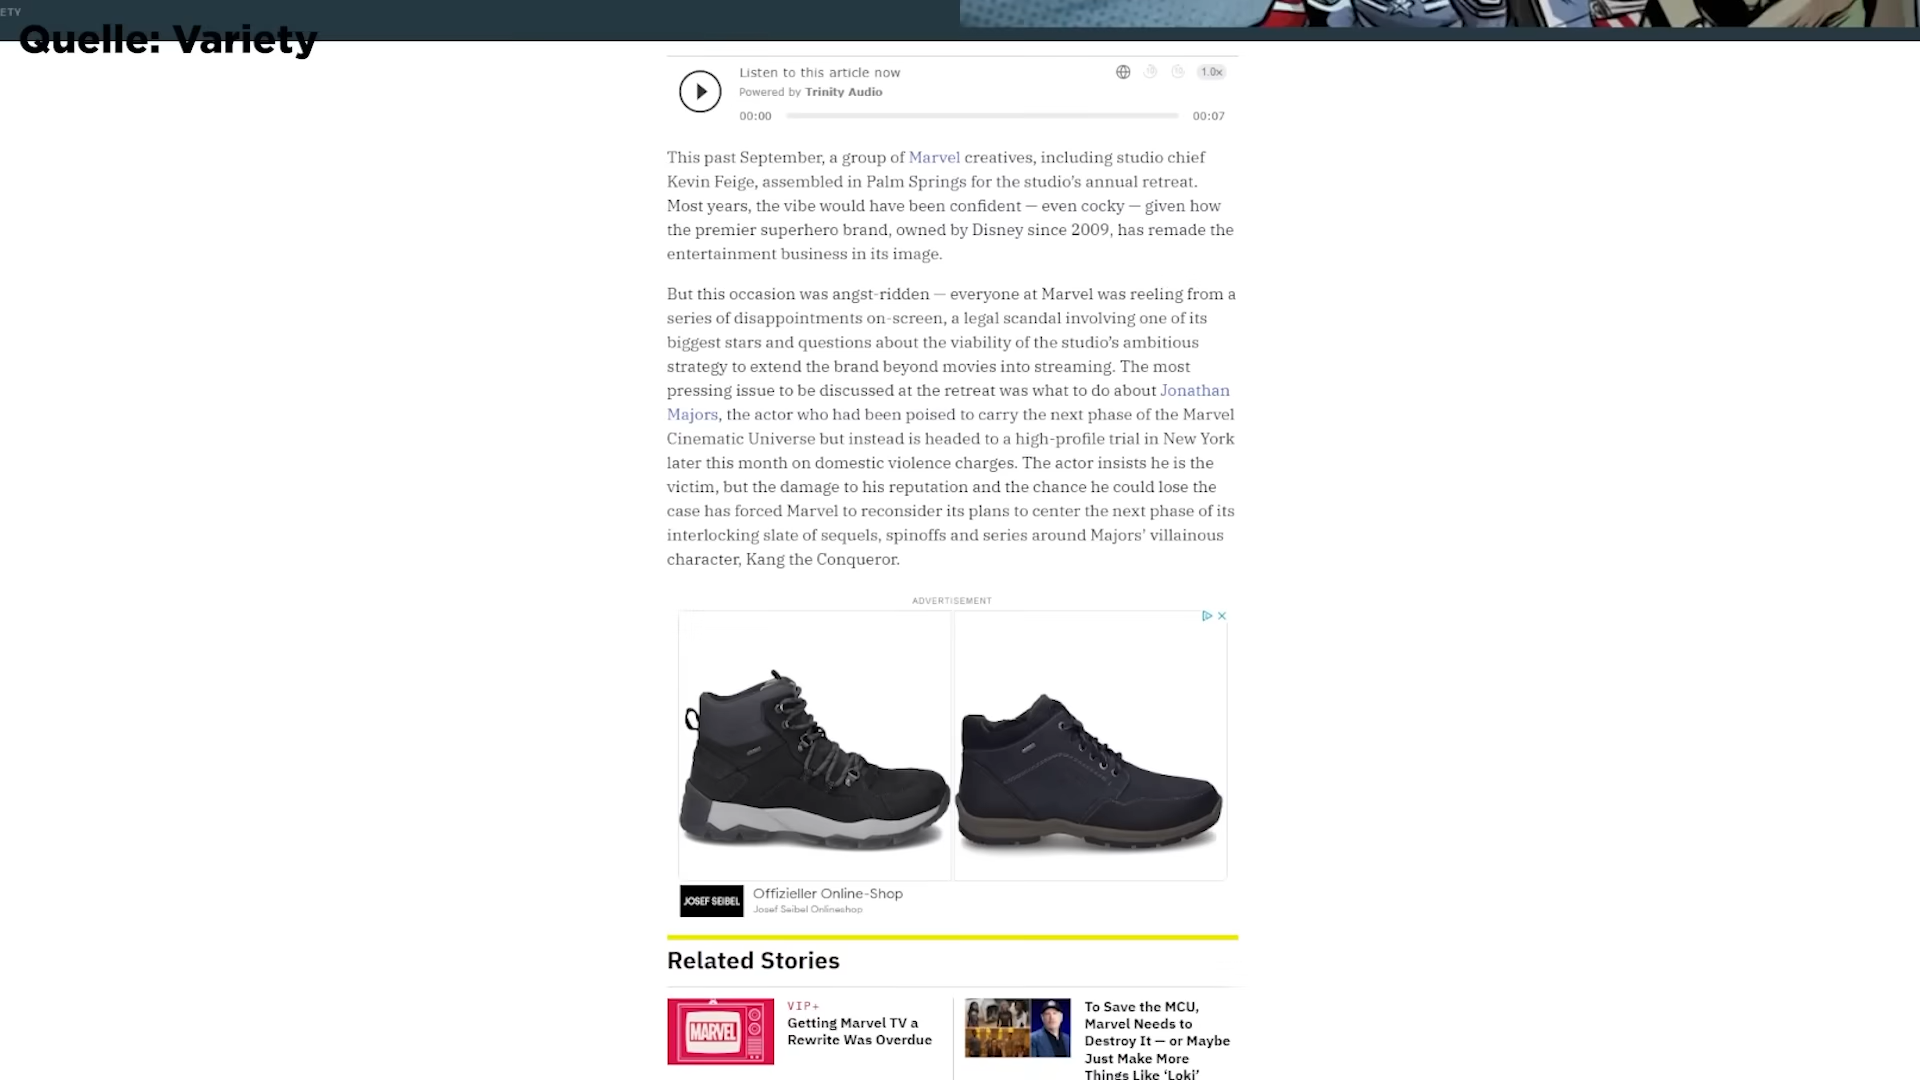 ETY
Quelle: Variety
Listen to this article now
1.0x
Powered by Trinity Audio
00:00
00:07
This past September, a group of Marvel creatives, including studio chief
Kevin Feige, assembled in Palm Springs for the studio’s annual retreat.
Most years, the vibe would have been confident — even cocky — given how
the premier superhero brand, owned by Disney since 2009, has remade the
entertainment business in its image.
But this occasion was angst-ridden — everyone at Marvel was reeling from a
series of disappointments on-screen, a legal scandal involving one of its
biggest stars and questions about the viability of the studio’s ambitious
strategy to extend the brand beyond movies into streaming. The most
pressing issue to be discussed at the retreat was what to do about Jonathan
Majors, the actor who had been poised to carry the next phase of the Marvel
Cinematic Universe but instead is headed to a high-profile trial in New York
later this month on domestic violence charges. The actor insists he is the
victim, but the damage to his reputation and the chance he could lose the
case has forced Marvel to reconsider its plans to center the next phase of its
interlocking slate of sequels, spinoffs and series around Majors’ villainous
character, Kang the Conqueror.
ADVERTISEMENT
JOSEF SEIBEL
Offizieller Online-Shop
Josef Seibel Onlineshop
Related Stories
MARVEL
VIP+
Getting Marvel TV a
Rewrite Was Overdue
To Save the MCU,
Marvel Needs to
Destroy It — or Maybe
Just Make More
Things Like ‘Loki’